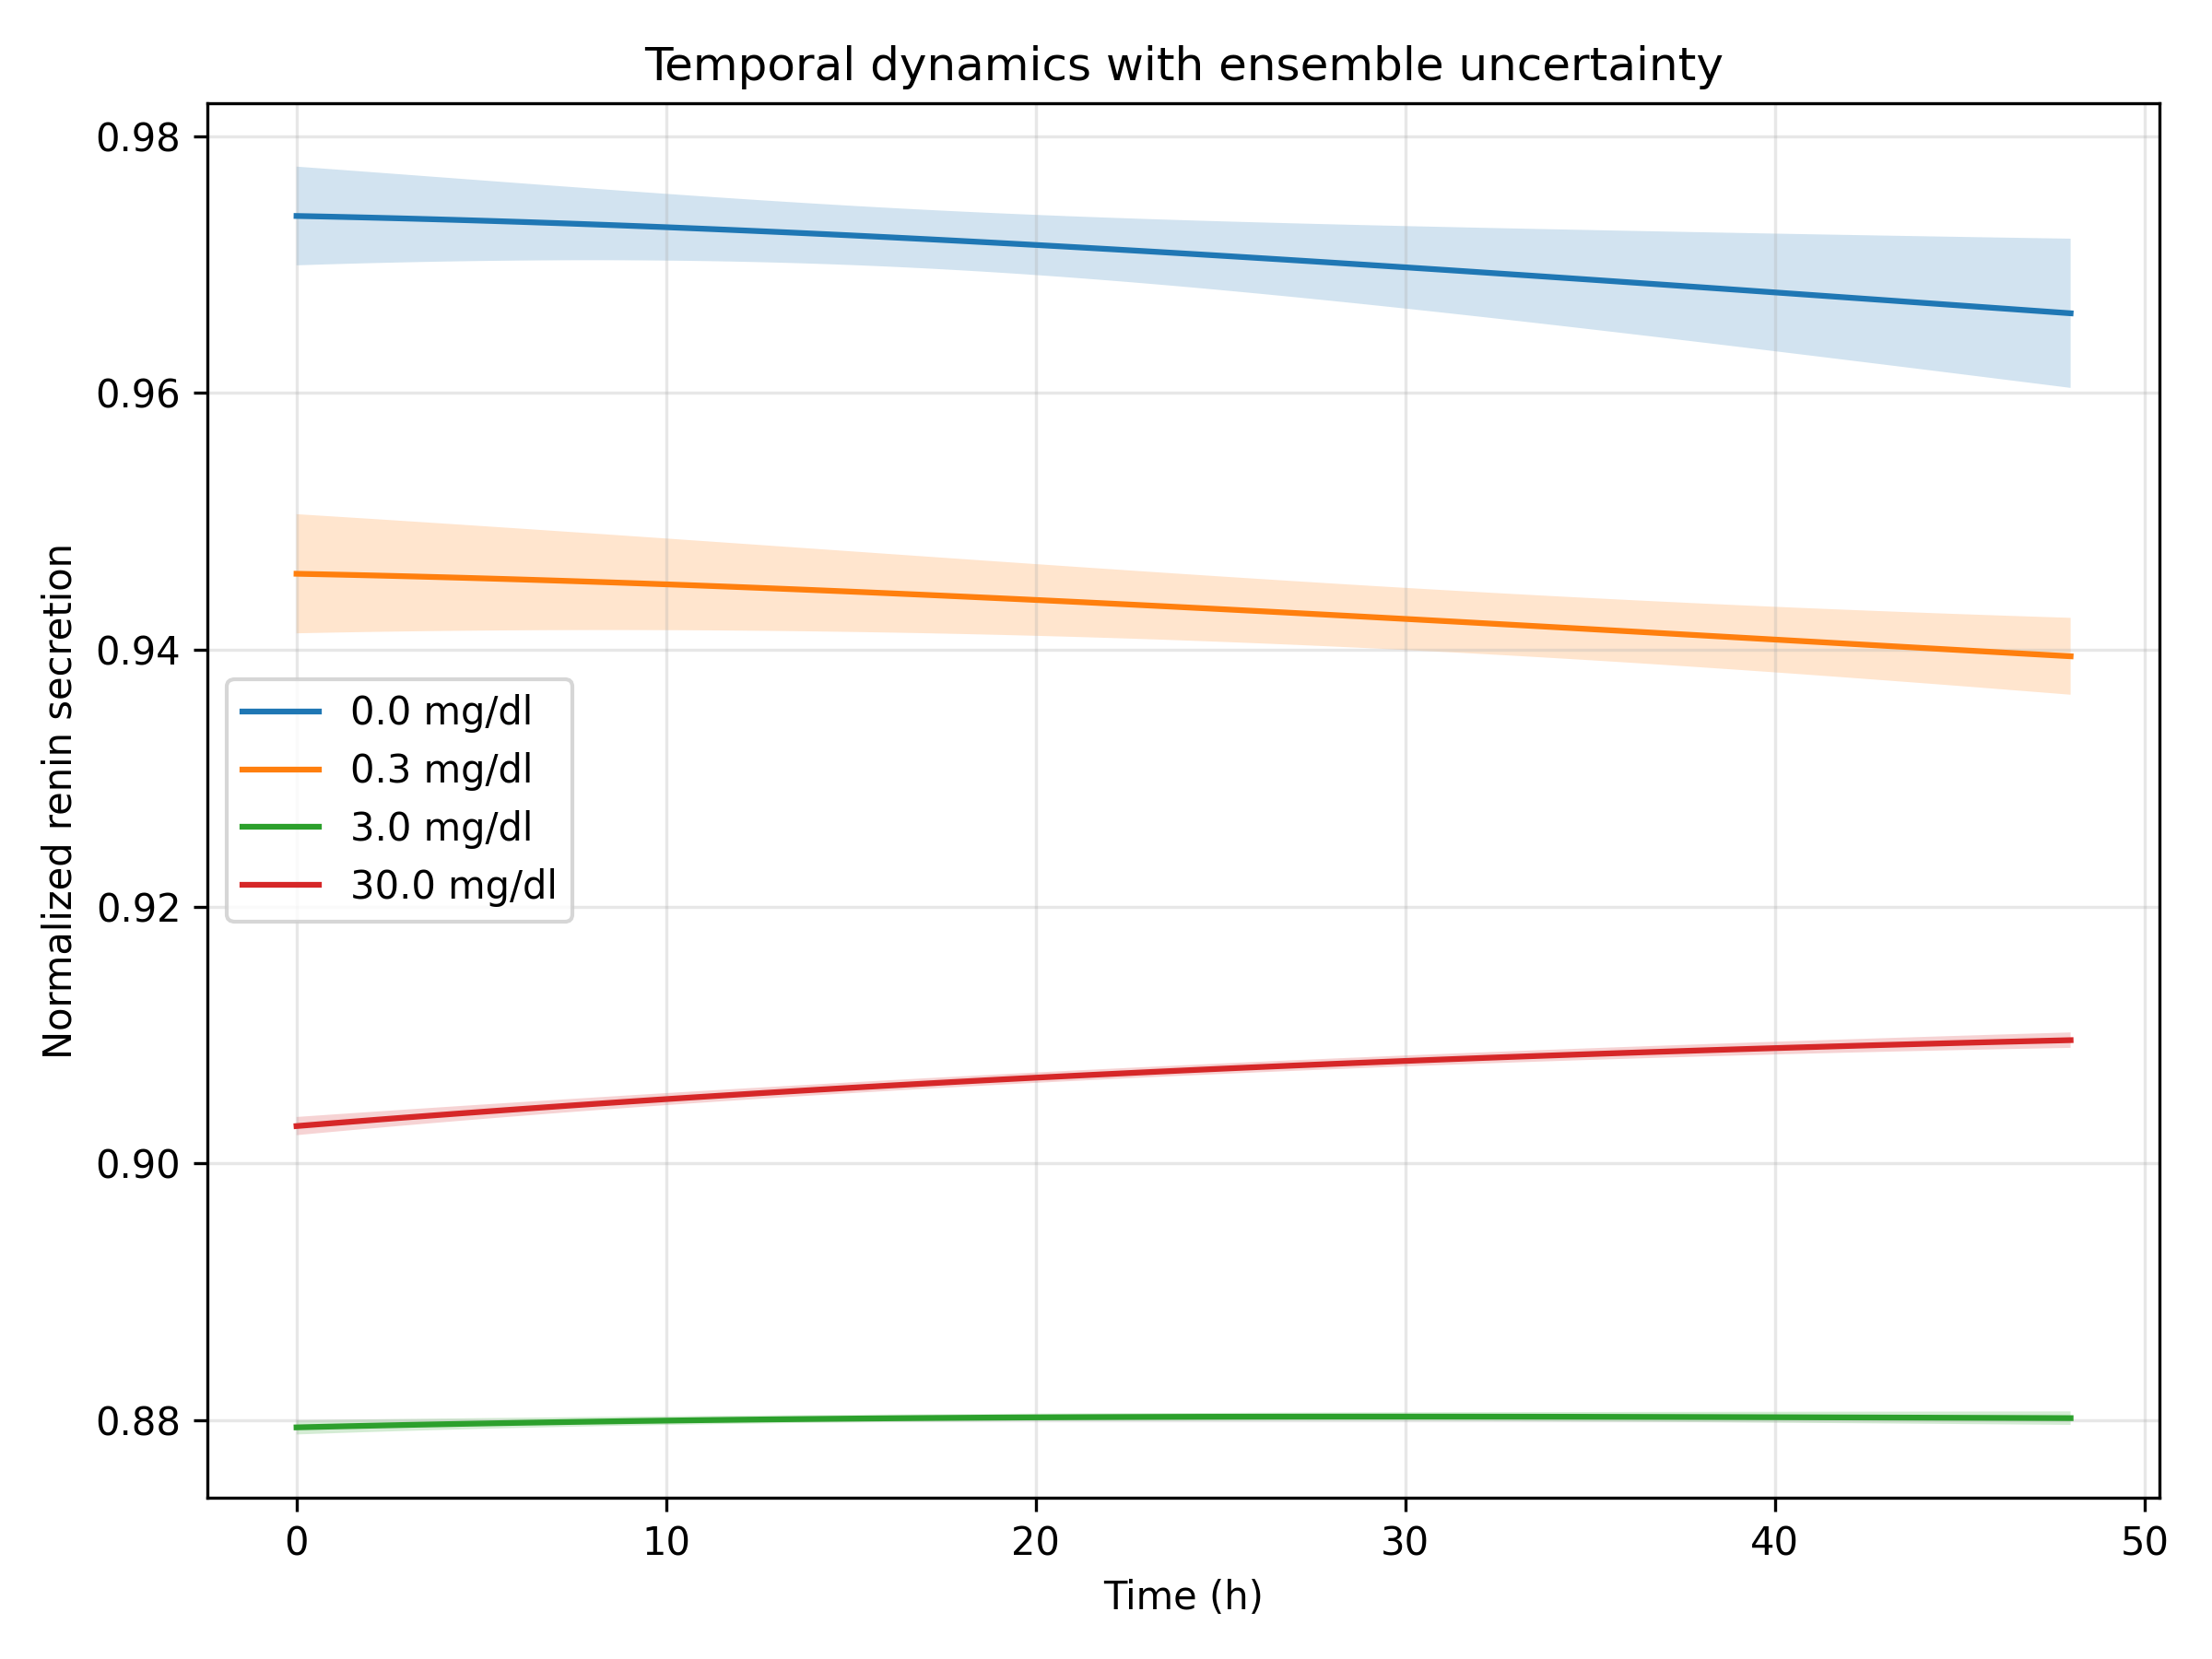 Temporal dynamics with ensemble uncertainty
Normalized renin secretion
0.98
0.96
0.94
0.92
0.90
0.88
0.0 mg/dl
0.3 mg/dl
3.0 mg/dl
30.0 mg/dl
0 10 20 30 40 50
Time (h)